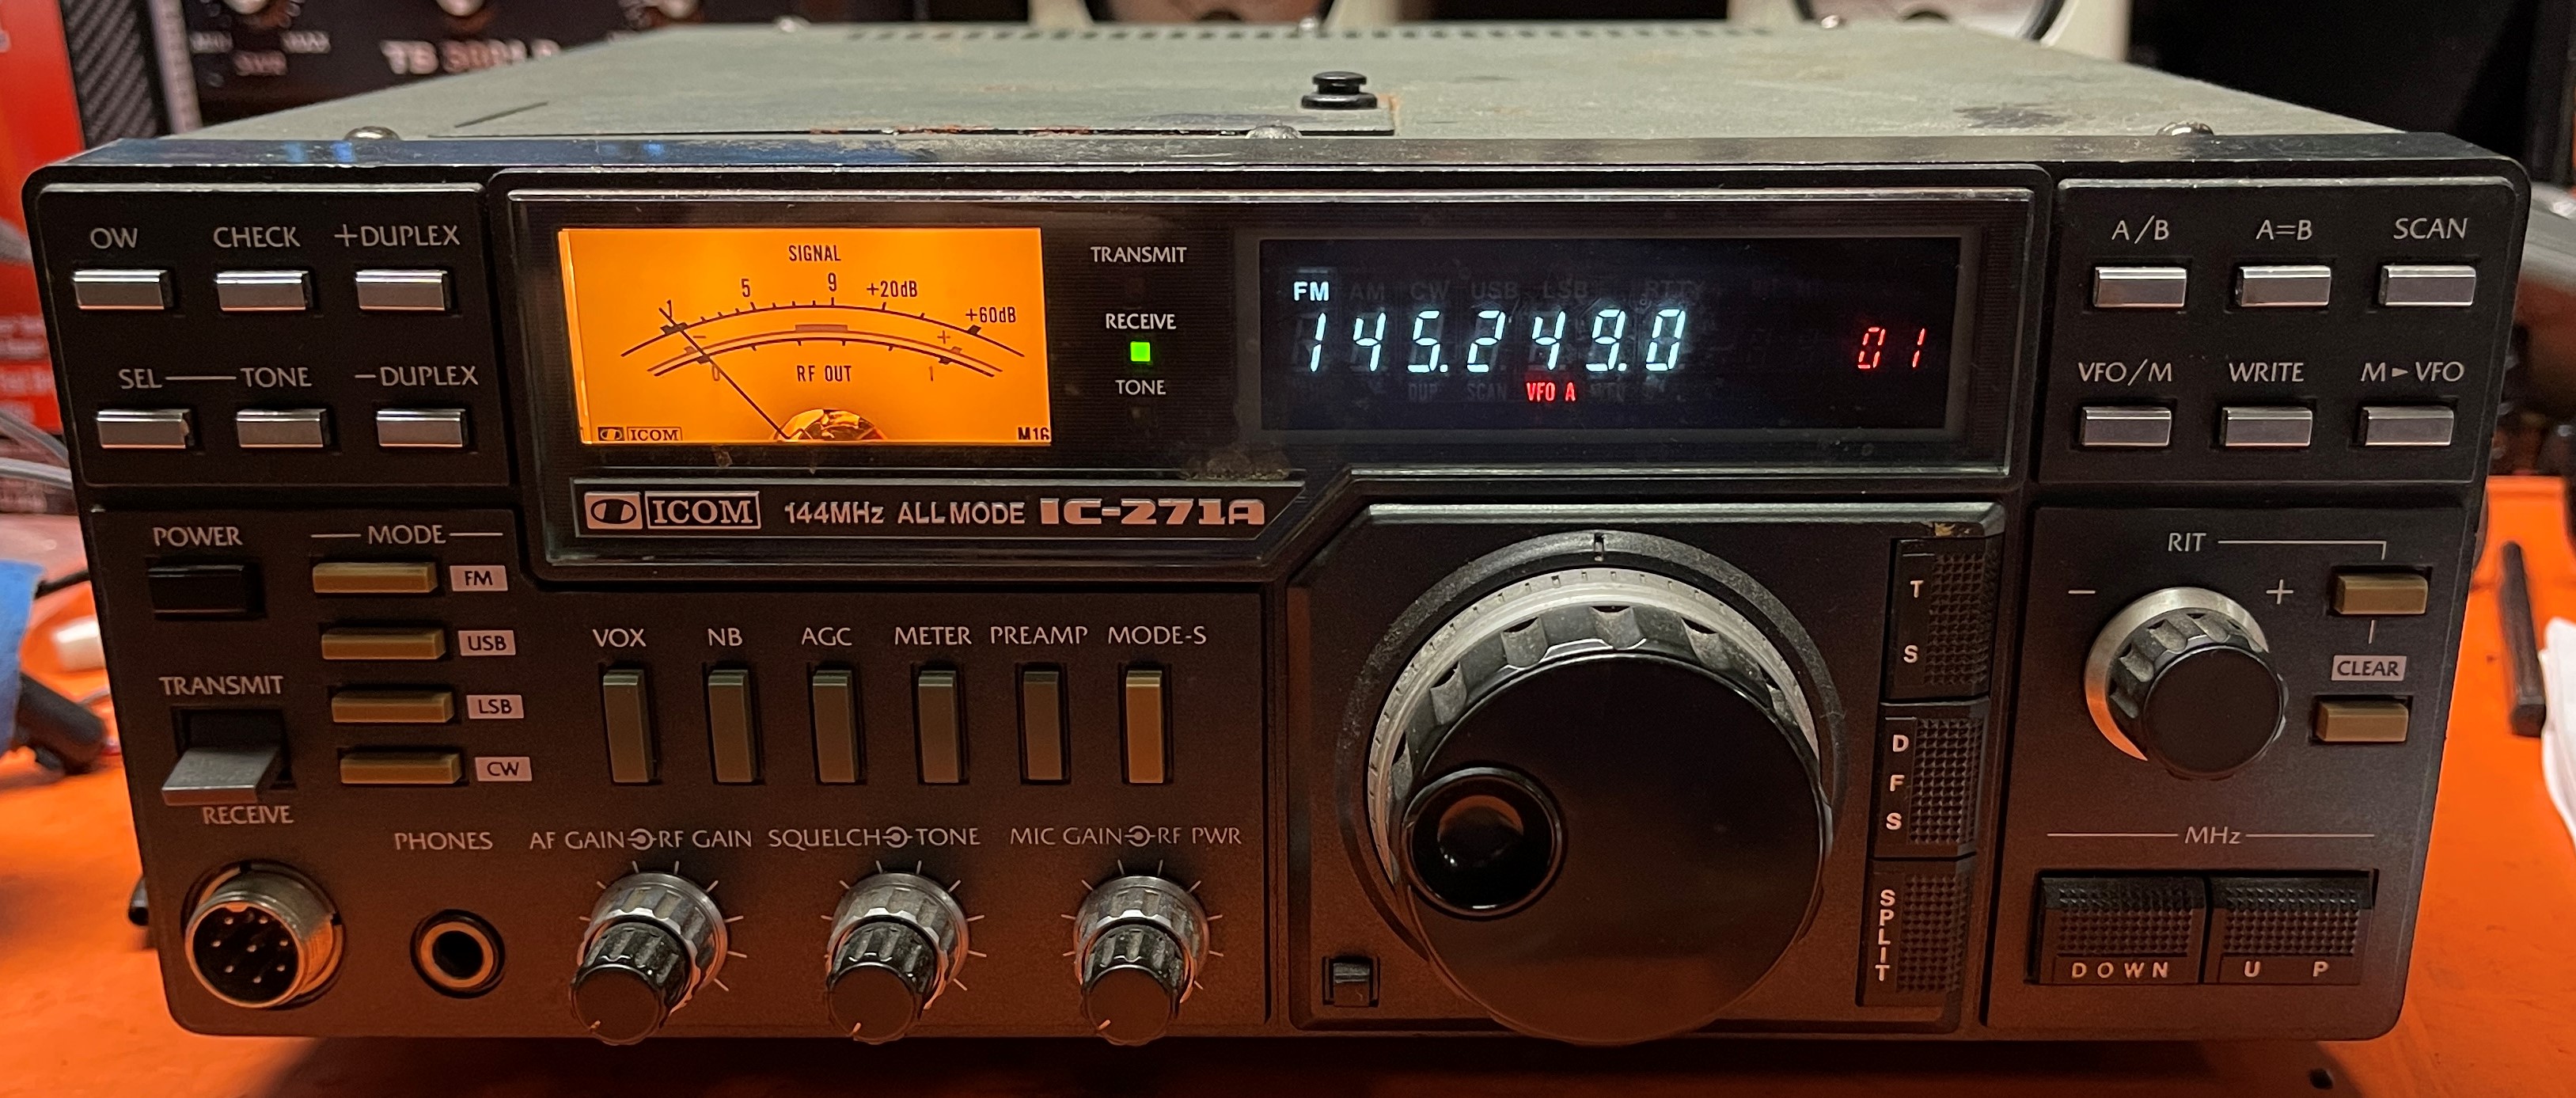 OW CHECK +DUPLEX
SEL TONE -DUPLEX
SIGNAL
1 5 9 +20dB +60dB
- +
0 RF OUT 1
ICOM M16
TRANSMIT
RECEIVE
TONE
FM AM CW USB LSB RTTY
145.249.0 01
DUP SCAN VFO A
A/B A=B SCAN
VFO/M WRITE M►VFO
ICOM 144MHz ALL MODE IC-271A
POWER
MODE
FM
USB
LSB
CW
TRANSMIT
RECEIVE
VOX NB AGC METER PREAMP MODE-S
PHONES AF GAIN RF GAIN SQUELCH TONE MIC GAIN RF PWR
TS
DFS
SPLIT
RIT
- +
CLEAR
MHz
DOWN UP